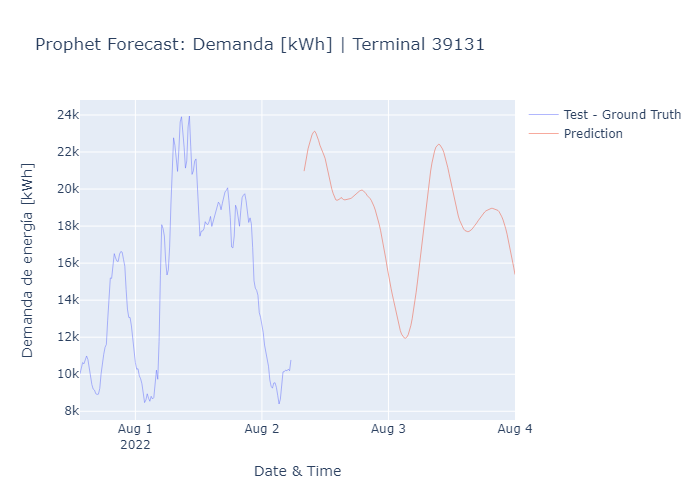 Prophet Forecast: Demanda [kWh] | Terminal 39131
Test - Ground Truth
Prediction
24k
22k
20k
18k
16k
14k
12k
10k
8k
Demanda de energía [kWh]
Aug 1
2022
Aug 2
Aug 3
Aug 4
Date & Time